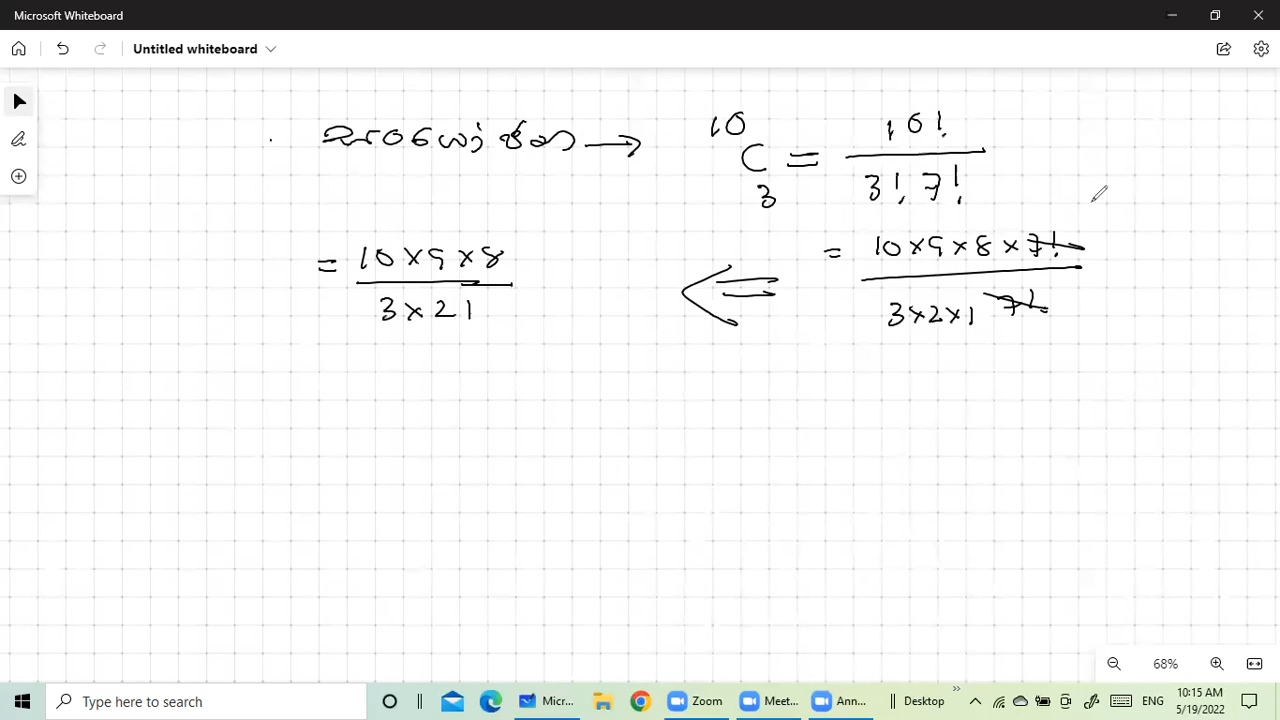 Microsoft Whiteboard
Untitled whiteboard
→ 10 C 3 = 10! / 3! 7!
= 10 × 9 × 8 × 7! / 3 × 2 × 1 7!
= 10 × 9 × 8 / 3 × 2 1
68%
Type here to search
Micr...
Zoom
Meet...
Ann...
Desktop
ENG
10:15 AM
5/19/2022